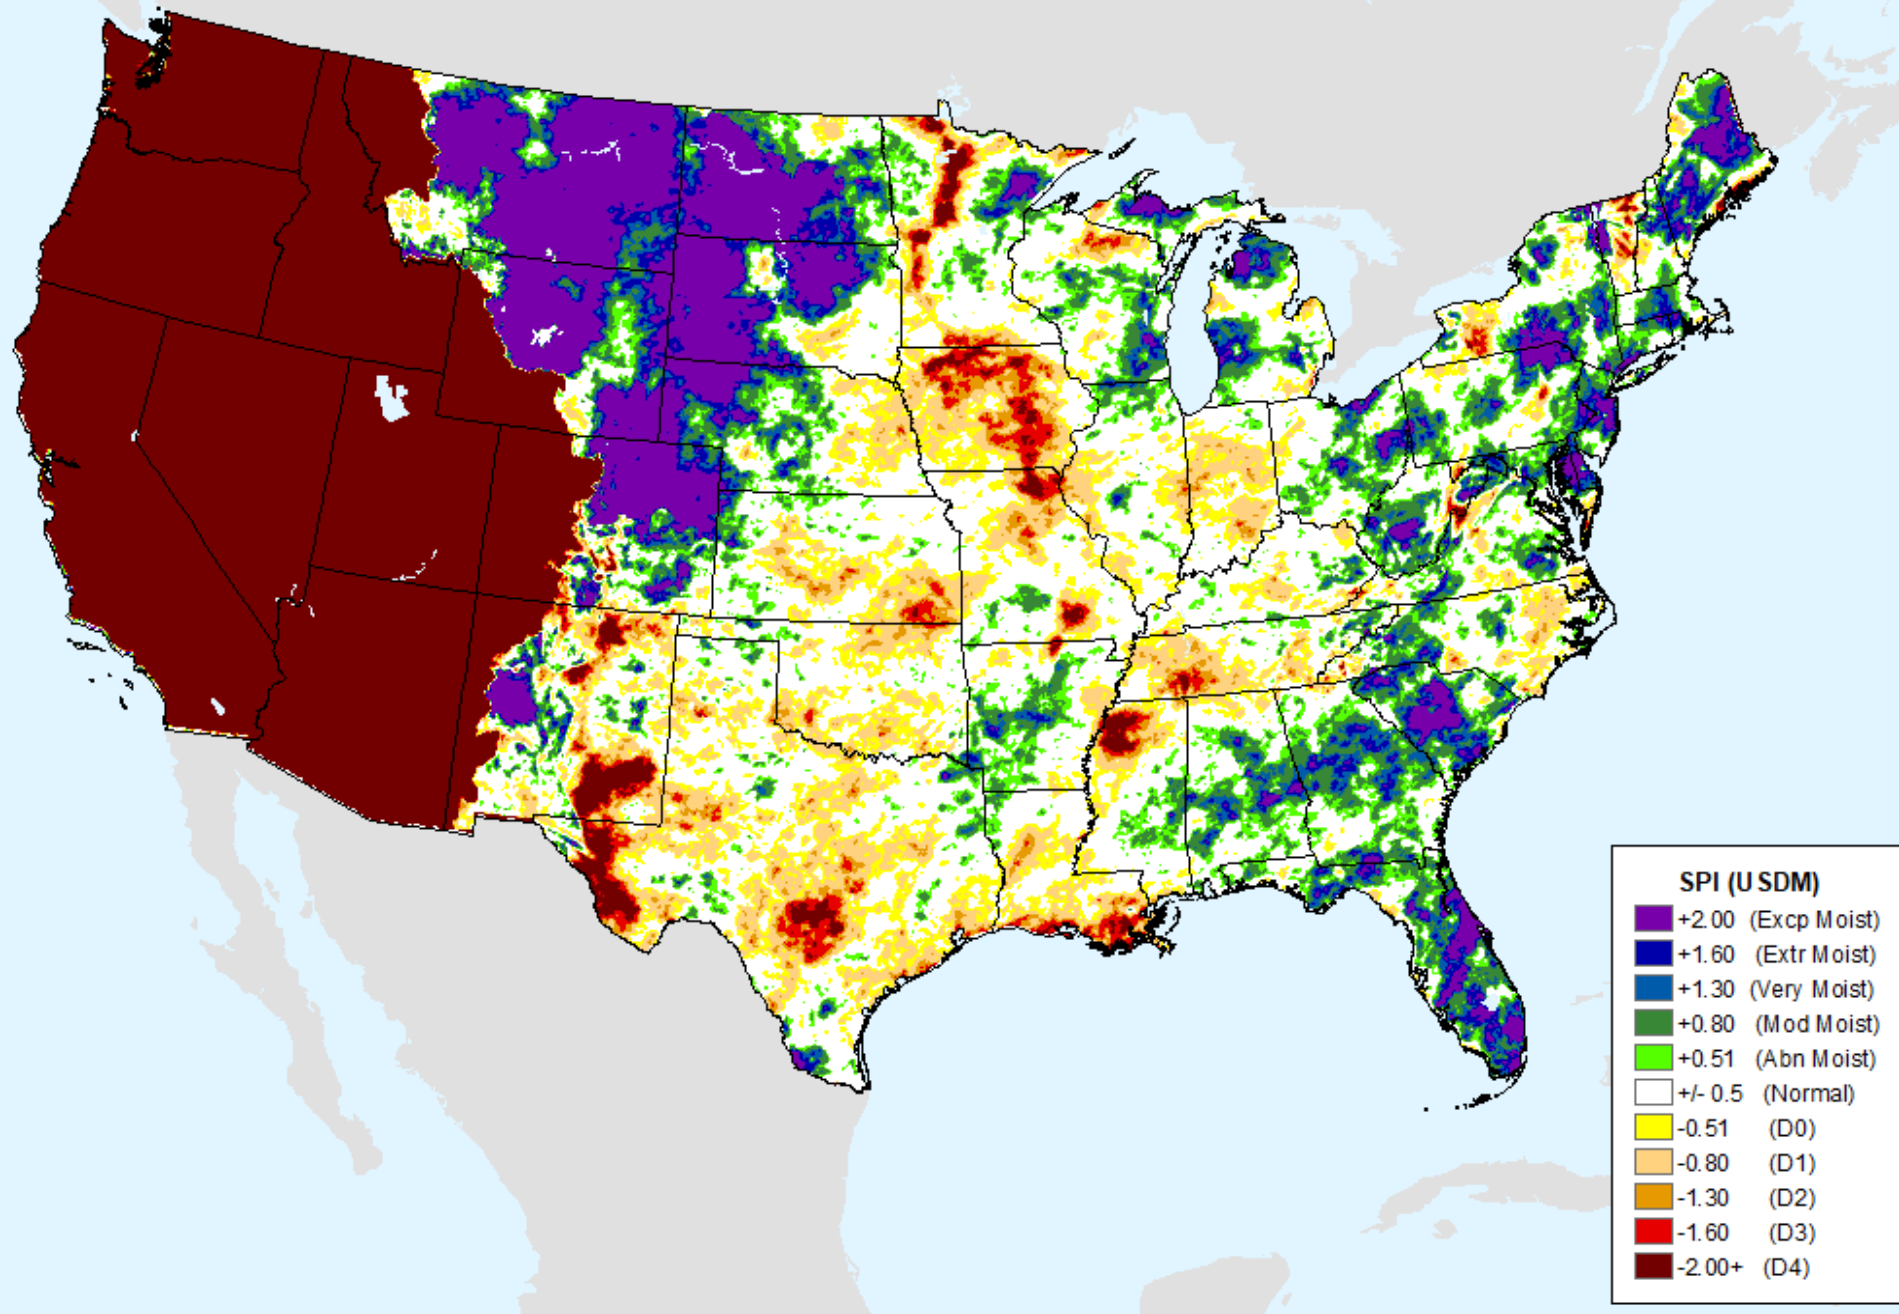 SPI (USDM)
+2.00 (Excp Moist)
+1.60 (Extr Moist)
+1.30 (Very Moist)
+0.80 (Mod Moist)
+0.51 (Abn Moist)
+/- 0.5 (Normal)
-0.51 (D0)
-0.80 (D1)
-1.30 (D2)
-1.60 (D3)
-2.00+ (D4)